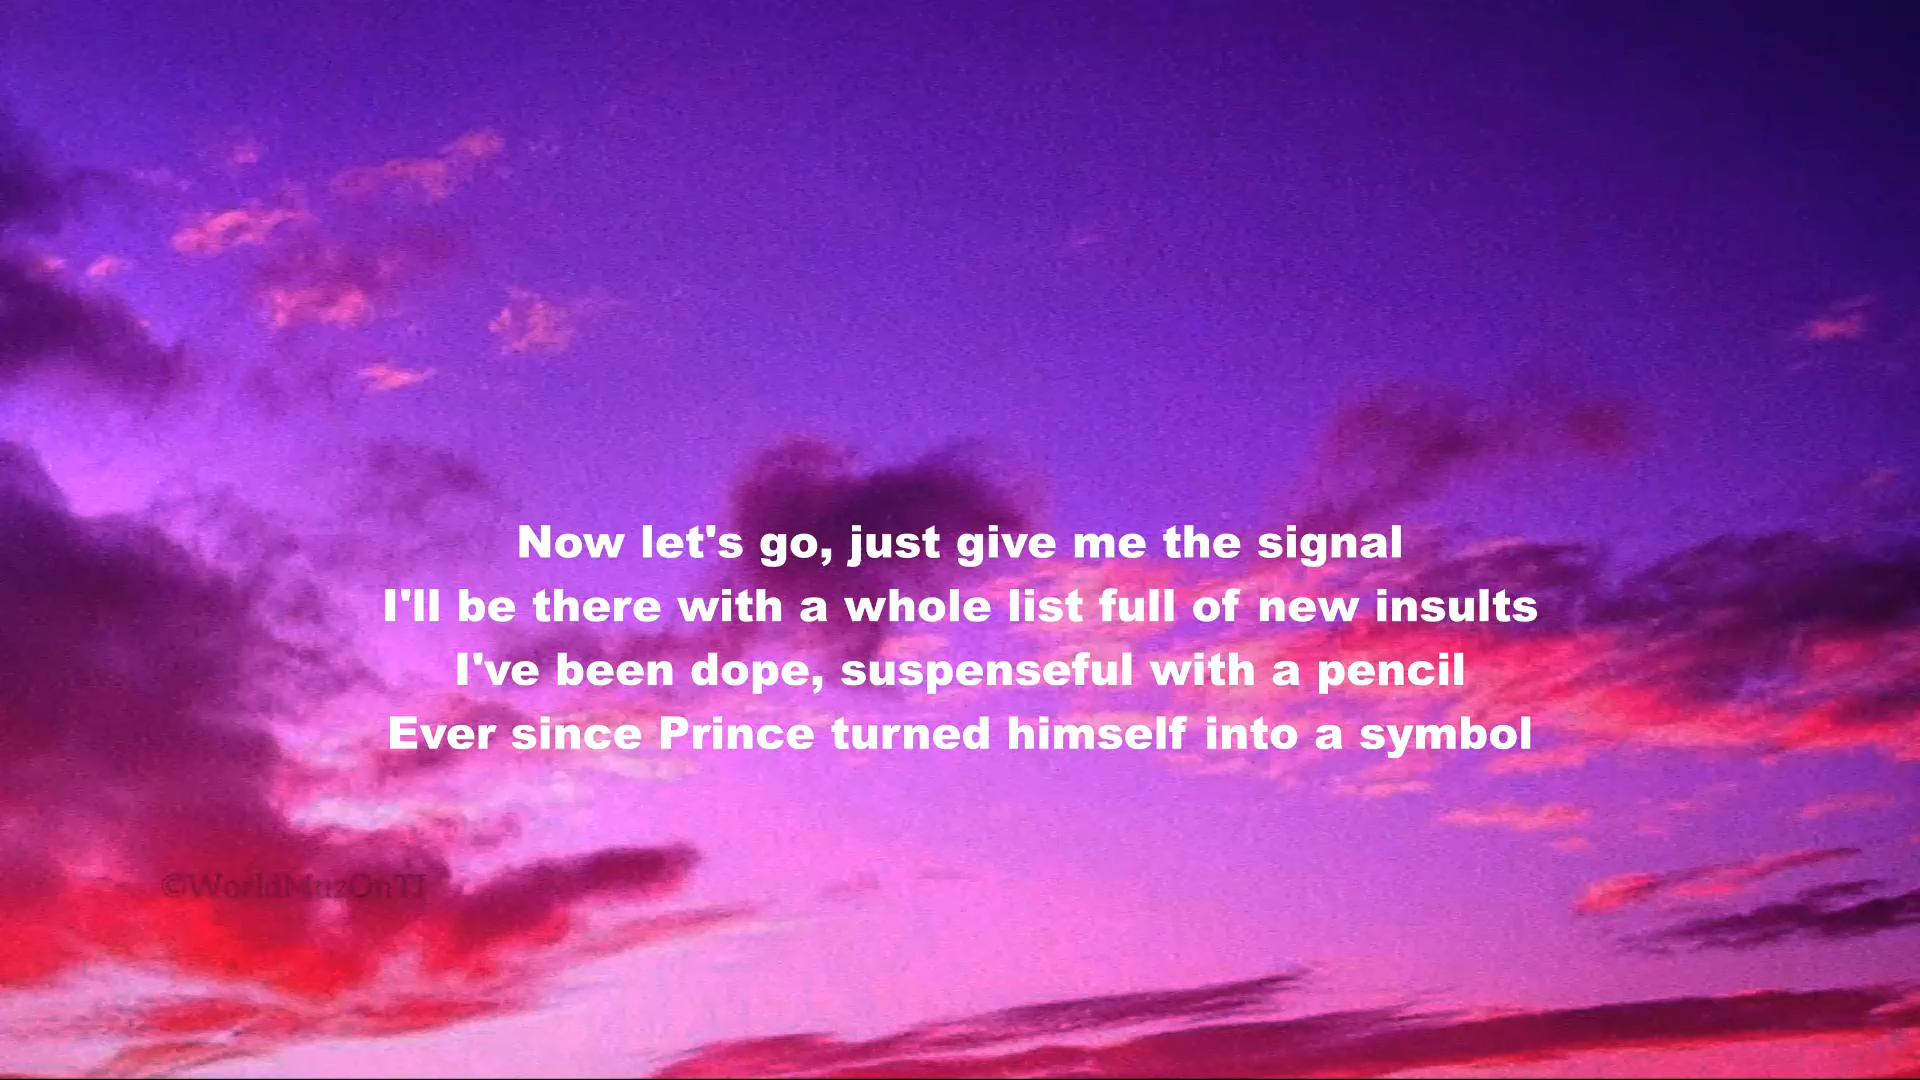 Now let's go, just give me the signal
I'll be there with a whole list full of new insults
I've been dope, suspenseful with a pencil
Ever since Prince turned himself into a symbol
©WorldMuzOnTJ